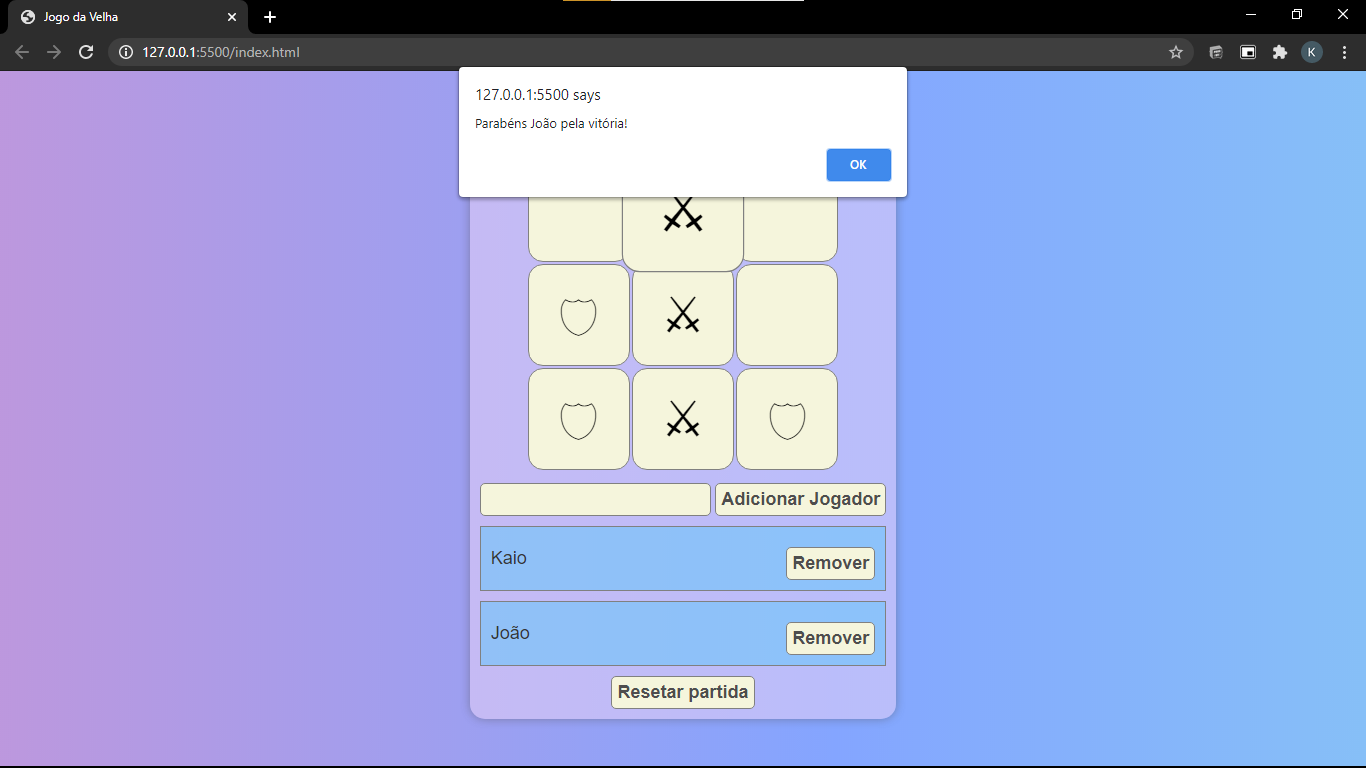 Jogo da Velha
127.0.0.1:5500/index.html
K
127.0.0.1:5500 says
Parabéns João pela vitória!
OK
Adicionar Jogador
Kaio
Remover
João
Remover
Resetar partida